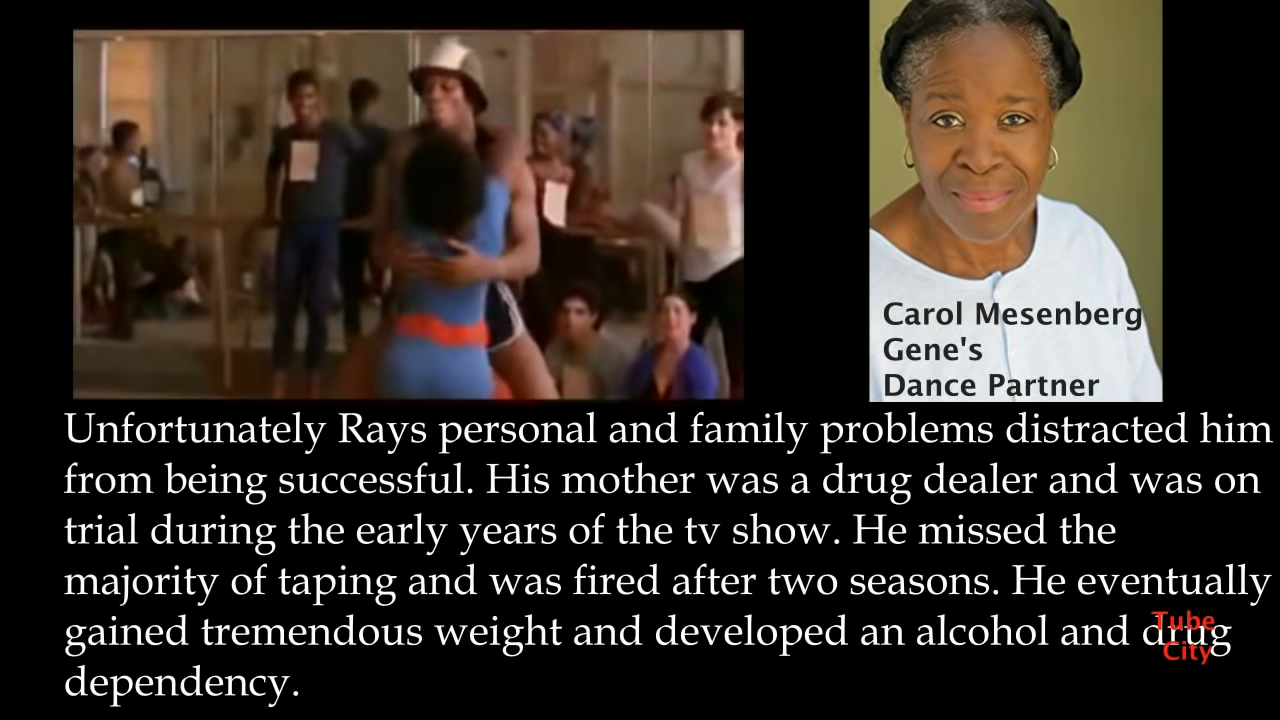 Carol Mesenberg
Gene's
Dance Partner
Unfortunately Rays personal and family problems distracted him
from being successful. His mother was a drug dealer and was on
trial during the early years of the tv show. He missed the
majority of taping and was fired after two seasons. He eventually
gained tremendous weight and developed an alcohol and drug
dependency.
Tube
City